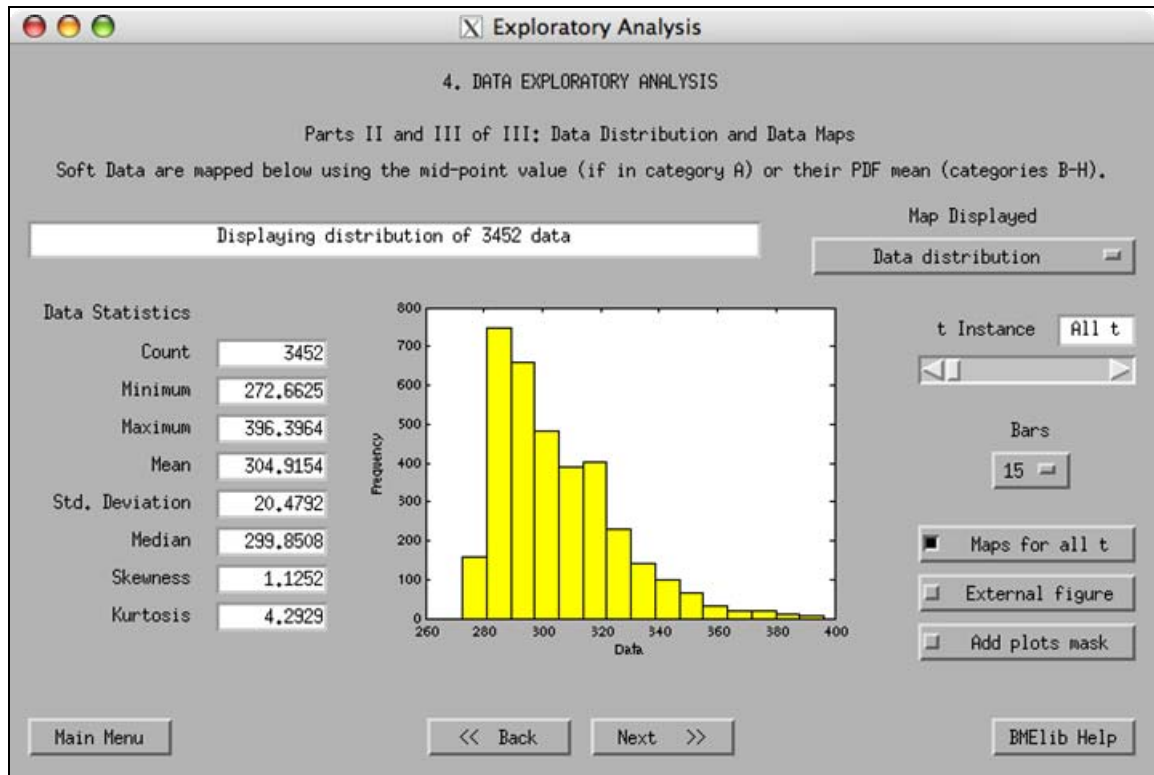 Exploratory Analysis
4. DATA EXPLORATORY ANALYSIS
Parts II and III of III: Data Distribution and Data Maps
Soft Data are mapped below using the mid-point value (if in category A) or their PDF mean (categories B-H).
Displaying distribution of 3452 data
Map Displayed
Data distribution
Data Statistics
Count 3452
Minimum 272.6625
Maximum 396.3964
Mean 304.9154
Std. Deviation 20.4792
Median 299.8508
Skewness 1.1252
Kurtosis 4.2929
800
700
600
500
400
300
200
100
0
Frequency
260 280 300 320 340 360 380 400
Data
t Instance All t
Bars
15
Maps for all t
External figure
Add plots mask
Main Menu
<< Back
Next >>
BMElib Help